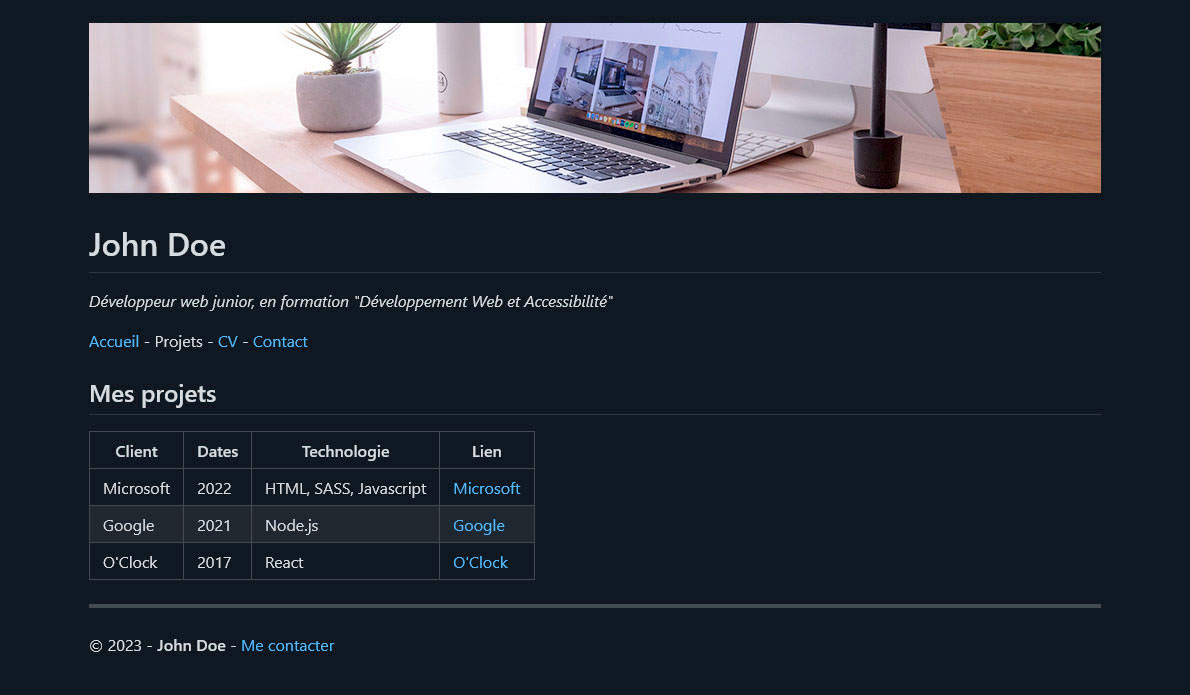 John Doe
Développeur web junior, en formation "Développement Web et Accessibilité"
Accueil - Projets - CV - Contact
Mes projets
Client Dates Technologie Lien
Microsoft 2022 HTML, SASS, Javascript Microsoft
Google 2021 Node.js Google
O'Clock 2017 React O'Clock
© 2023 - John Doe - Me contacter